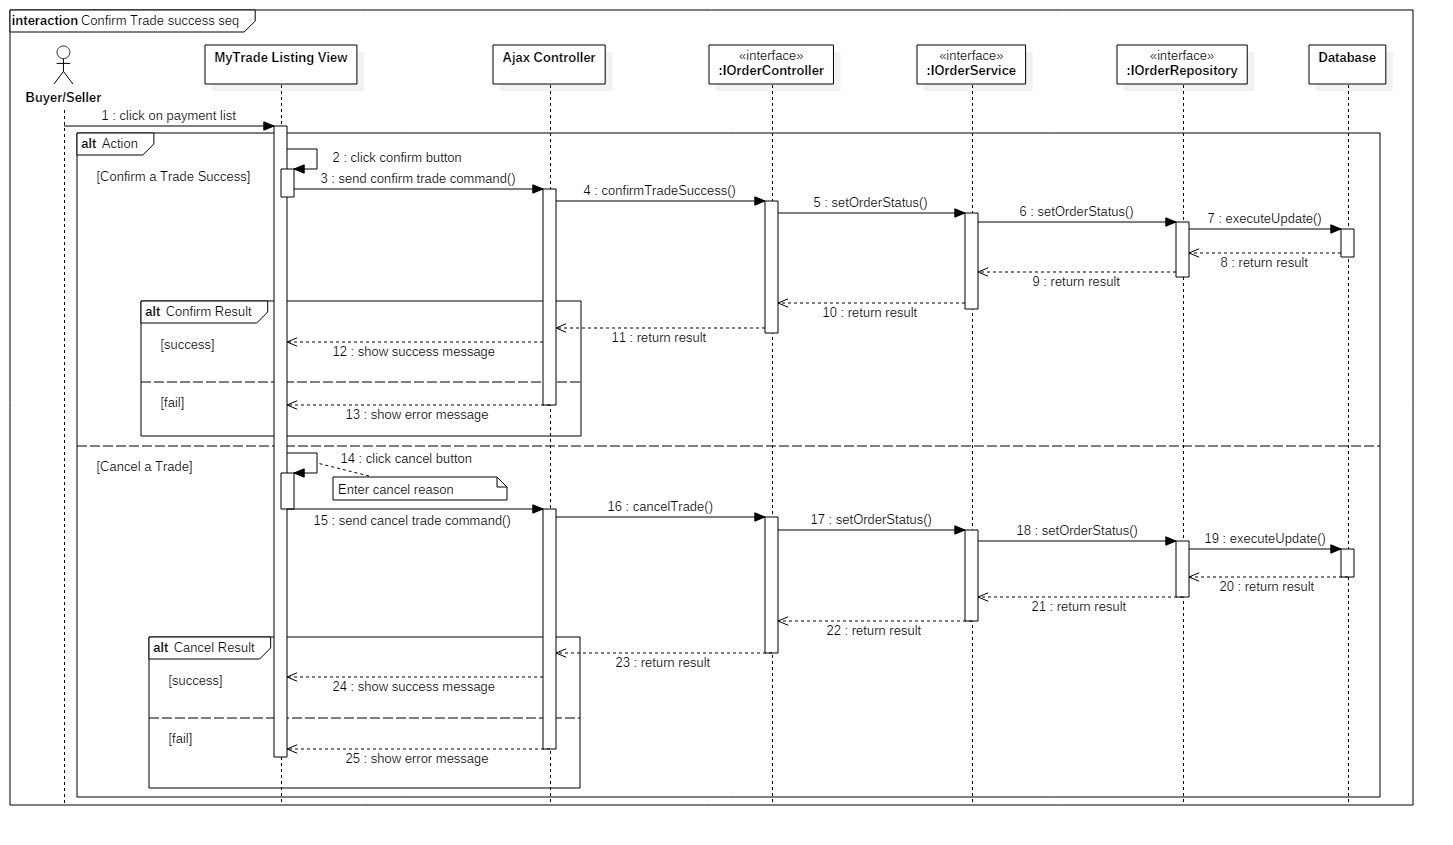 interaction Confirm Trade success seq
Buyer/Seller
MyTrade Listing View
Ajax Controller
«interface»
:IOrderController
«interface»
:IOrderService
«interface»
:IOrderRepository
Database
1 : click on payment list
alt Action
2 : click confirm button
[Confirm a Trade Success]
3 : send confirm trade command()
4 : confirmTradeSuccess()
5 : setOrderStatus()
6 : setOrderStatus()
7 : executeUpdate()
8 : return result
9 : return result
10 : return result
alt Confirm Result
11 : return result
[success]
12 : show success message
[fail]
13 : show error message
14 : click cancel button
[Cancel a Trade]
Enter cancel reason
15 : send cancel trade command()
16 : cancelTrade()
17 : setOrderStatus()
18 : setOrderStatus()
19 : executeUpdate()
20 : return result
21 : return result
22 : return result
alt Cancel Result
23 : return result
[success]
24 : show success message
[fail]
25 : show error message